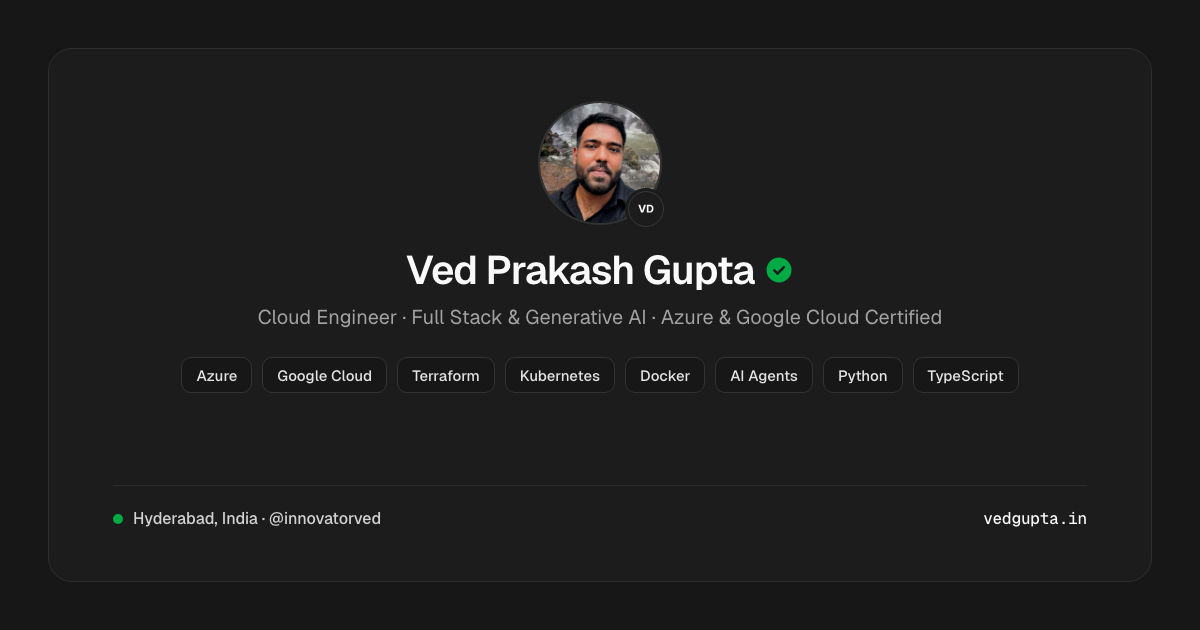 VD
Ved Prakash Gupta
Cloud Engineer · Full Stack & Generative AI · Azure & Google Cloud Certified
Azure Google Cloud Terraform Kubernetes Docker AI Agents Python TypeScript
Hyderabad, India · @innovatorved vedgupta.in